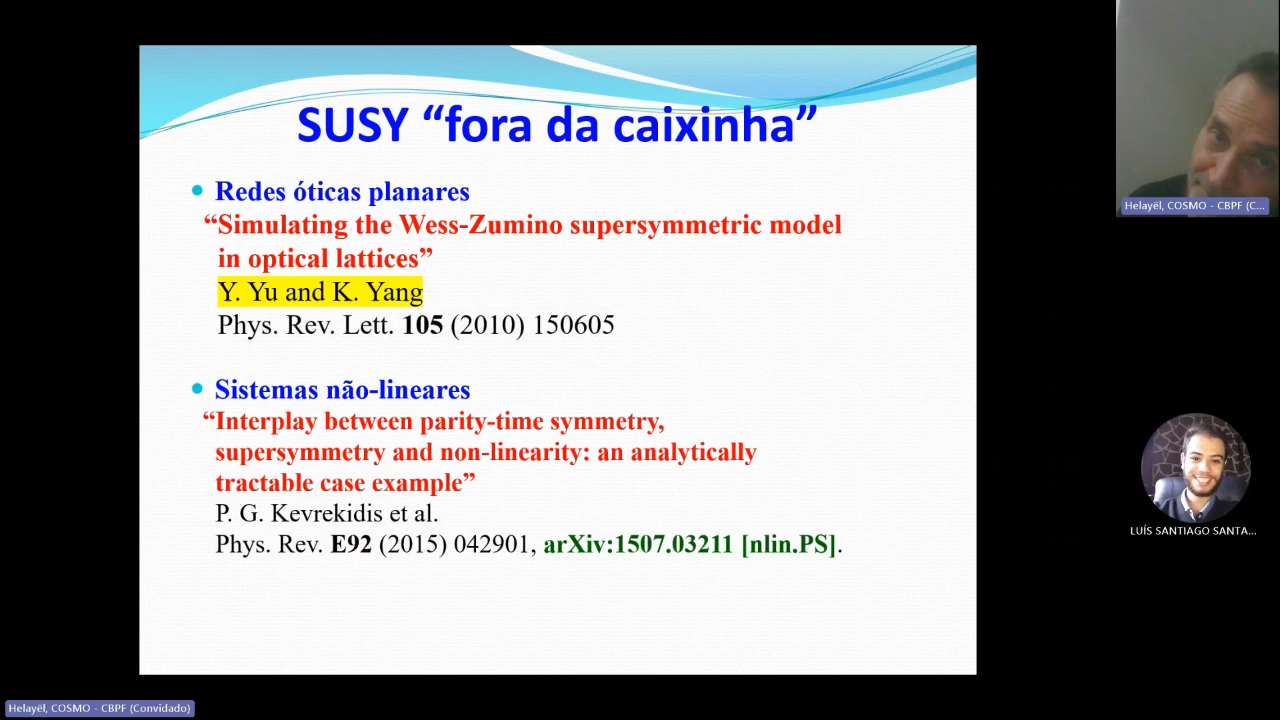 SUSY “fora da caixinha”
Redes óticas planares
“Simulating the Wess-Zumino supersymmetric model
in optical lattices”
Y. Yu and K. Yang
Phys. Rev. Lett. 105 (2010) 150605
Sistemas não-lineares
“Interplay between parity-time symmetry,
supersymmetry and non-linearity: an analytically
tractable case example”
P. G. Kevrekidis et al.
Phys. Rev. E92 (2015) 042901, arXiv:1507.03211 [nlin.PS].
Helayël, COSMO - CBPF (C...
LUÍS SANTIAGO SANTA...
Helayël, COSMO - CBPF (Convidado)